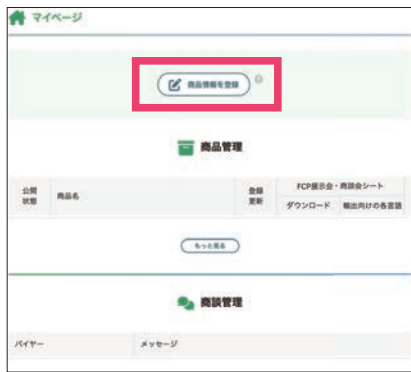 マイページ
商品情報を登録
商品管理
公開状態
商品名
登録更新
FCP展示会・商談会シート
ダウンロード
輸出向けの各言語
もっと見る
商談管理
バイヤー
メッセージ